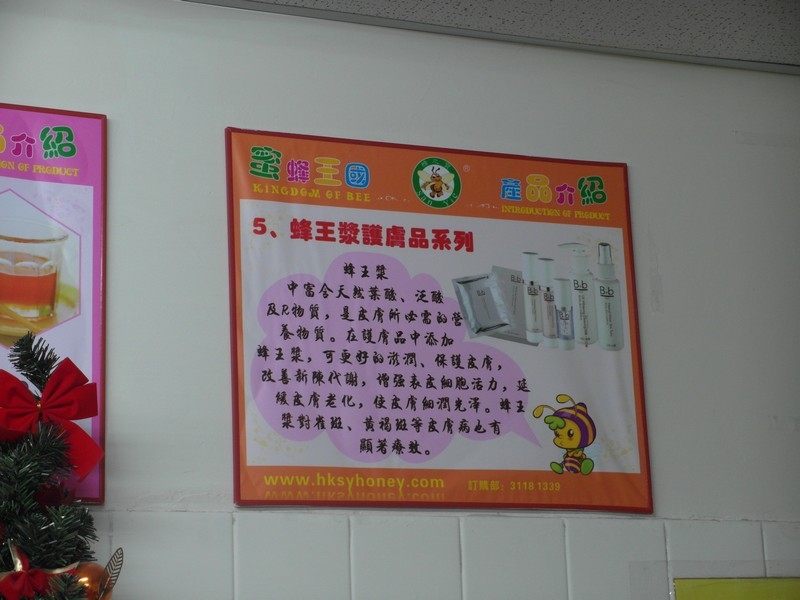 介紹
ON OF PRODUCT
蜜蜂王國
KINGDOM OF BEE
產品介紹
INTRODUCTION OF PRODUCT
5、蜂王漿護膚品系列
蜂王漿
中富含天然葉酸、泛酸
及R物質，是皮膚所必需的營
養物質。在護膚品中添加
蜂王漿，可更好的滋潤、保護皮膚，
改善新陳代謝，增強表皮細胞活力，延
緩皮膚老化，使皮膚細潤光澤。蜂王
漿對雀斑、黃褐斑等皮膚病也有
顯著療效。
B&b
B&b
B&b
www.hksyhoney.com
訂購部：3118 1339